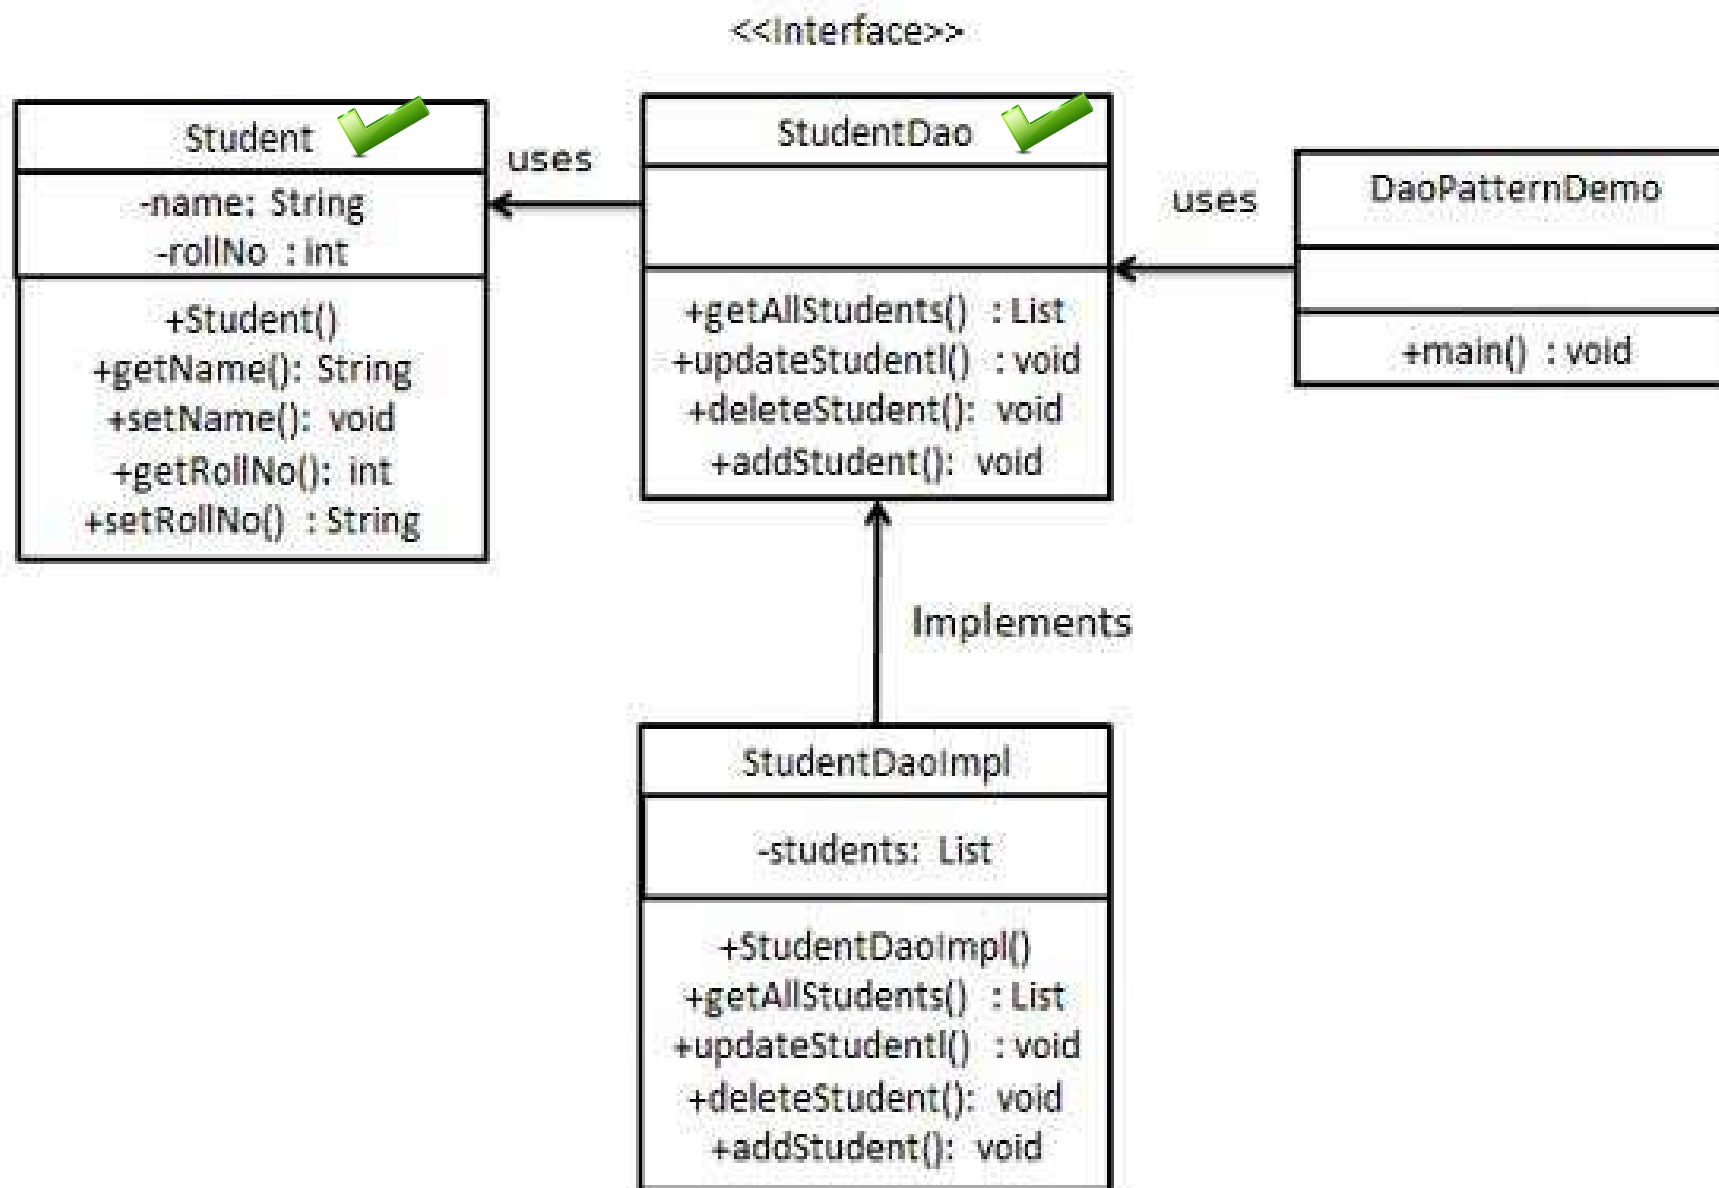 <<Interface>>
Student
-name: String
-rollNo : int
+Student()
+getName(): String
+setName(): void
+getRollNo(): int
+setRollNo() : String
uses
StudentDao
+getAllStudents() : List
+updateStudentl() : void
+deleteStudent(): void
+addStudent(): void
uses
DaoPatternDemo
+main() : void
Implements
StudentDaoImpl
-students: List
+StudentDaoImpl()
+getAllStudents() : List
+updateStudentl() : void
+deleteStudent(): void
+addStudent(): void